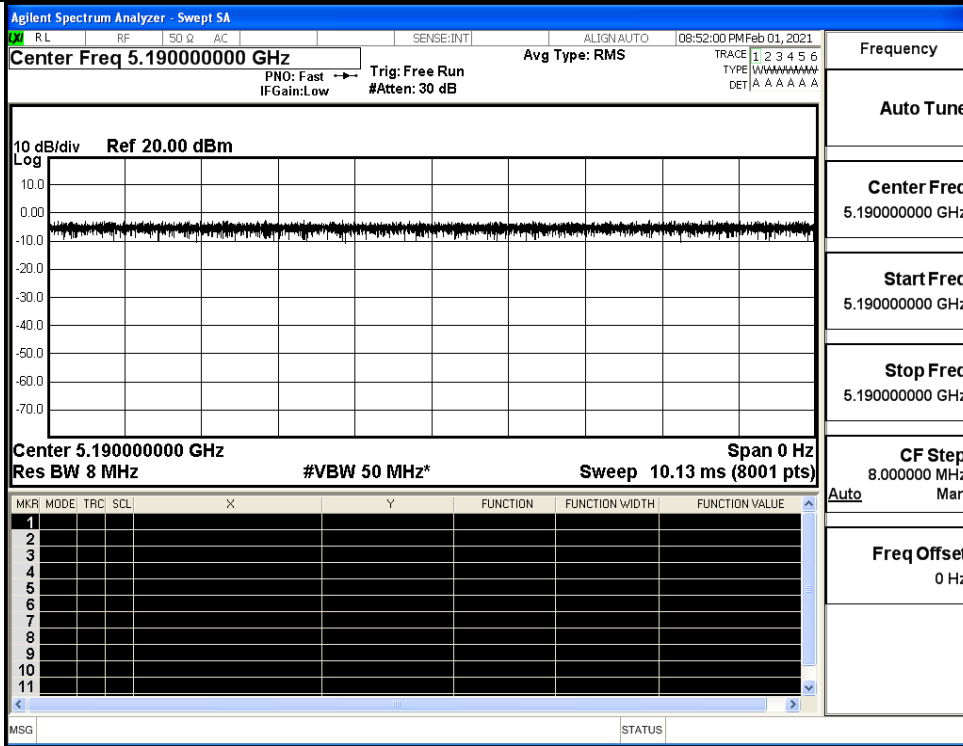 Agilent Spectrum Analyzer - Swept SA
LXI RL RF 50 Ω AC SENSE:INT ALIGN AUTO 08:52:00 PM Feb 01, 2021
Center Freq 5.190000000 GHz
PNO: Fast
IFGain:Low
Trig: Free Run
#Atten: 30 dB
Avg Type: RMS
TRACE 1 2 3 4 5 6
TYPE WWWWWW
DET A A A A A A
10 dB/div Ref 20.00 dBm
Log
10.0
0.00
-10.0
-20.0
-30.0
-40.0
-50.0
-60.0
-70.0
Center 5.190000000 GHz Span 0 Hz
Res BW 8 MHz #VBW 50 MHz* Sweep 10.13 ms (8001 pts)
MKR MODE TRC SCL X Y FUNCTION FUNCTION WIDTH FUNCTION VALUE
1
2
3
4
5
6
7
8
9
10
11
MSG STATUS
Frequency
Auto Tune
Center Freq
5.190000000 GHz
Start Freq
5.190000000 GHz
Stop Freq
5.190000000 GHz
CF Step
8.000000 MHz
Auto Man
Freq Offset
0 Hz